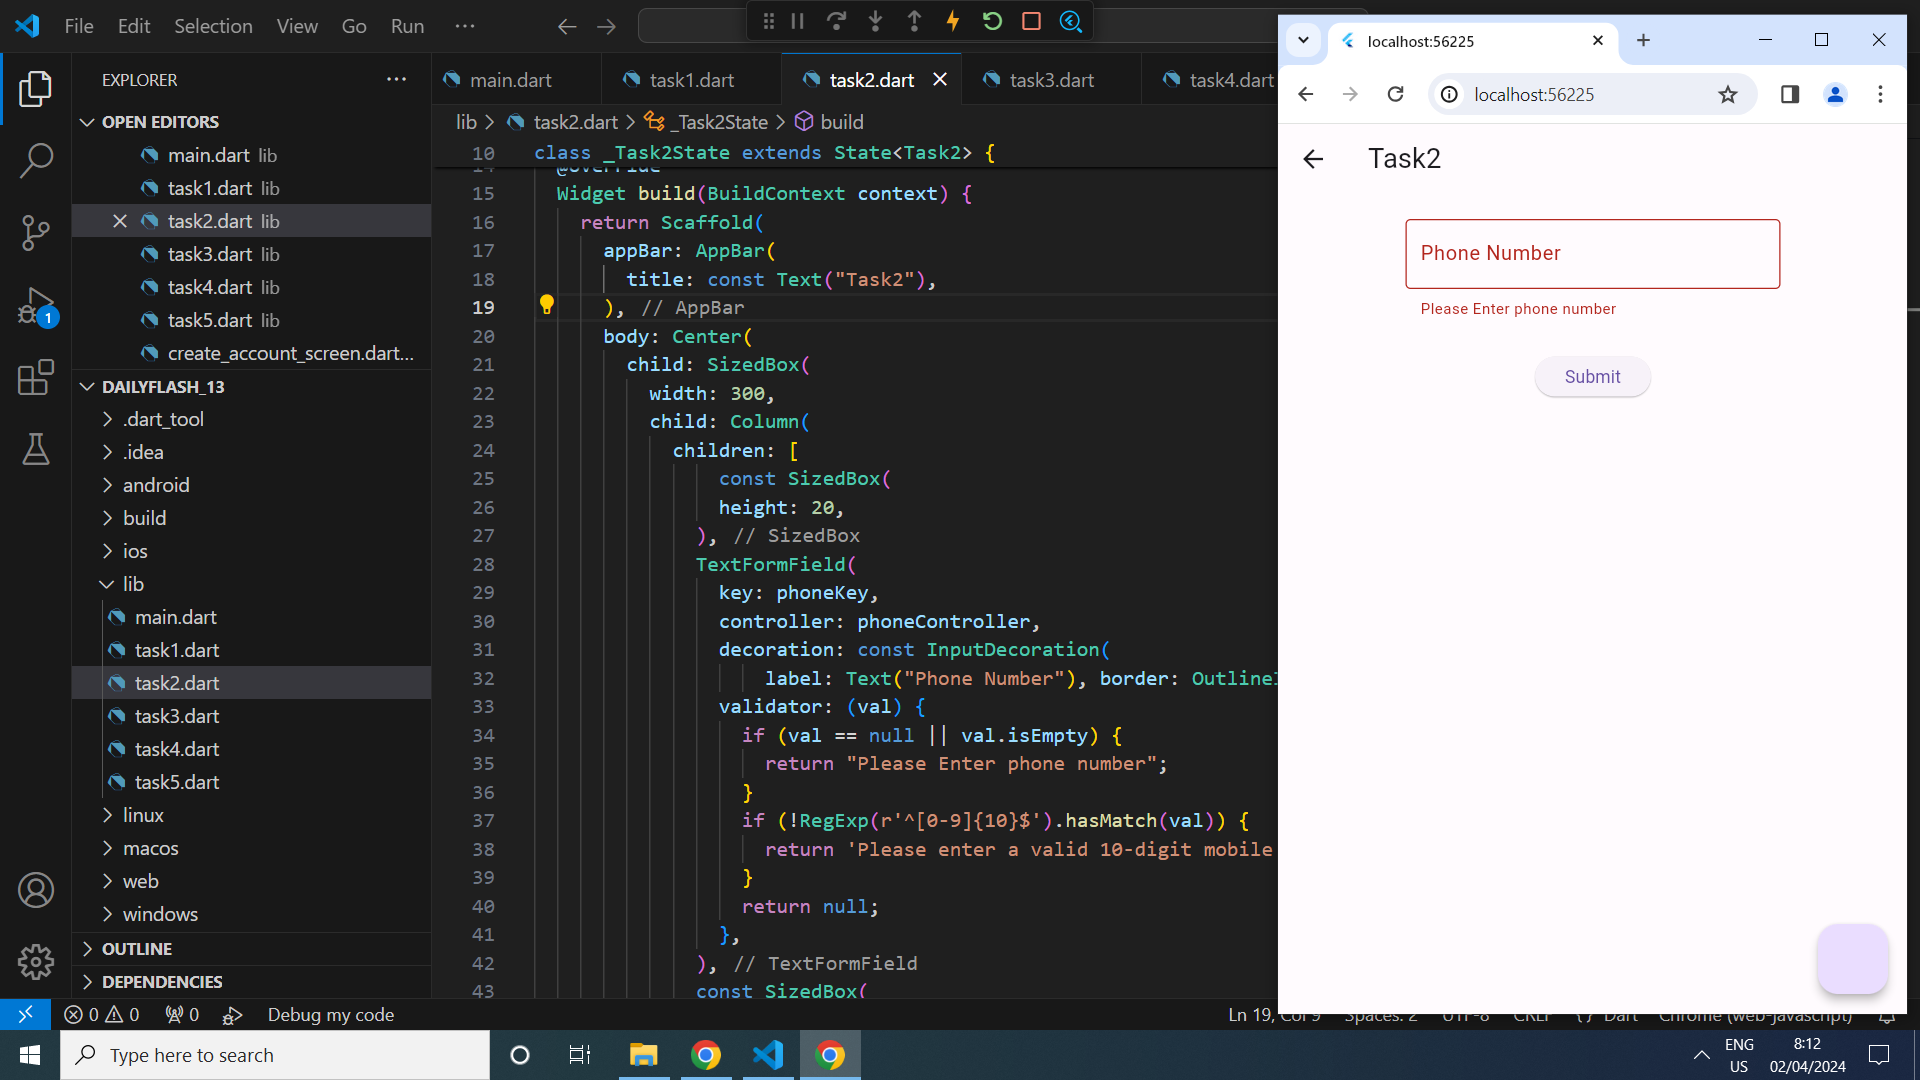 File Edit Selection View Go Run ···
EXPLORER
OPEN EDITORS
main.dart lib
task1.dart lib
task2.dart lib
task3.dart lib
task4.dart lib
task5.dart lib
create_account_screen.dart...
DAILYFLASH_13
.dart_tool
.idea
android
build
ios
lib
main.dart
task1.dart
task2.dart
task3.dart
task4.dart
task5.dart
linux
macos
web
windows
OUTLINE
DEPENDENCIES
1
main.dart task1.dart task2.dart task3.dart task4.dart
lib > task2.dart > _Task2State > build
10 class _Task2State extends State<Task2> {
@override
15 Widget build(BuildContext context) {
16 return Scaffold(
17 appBar: AppBar(
18 title: const Text("Task2"),
19 ), // AppBar
20 body: Center(
21 child: SizedBox(
22 width: 300,
23 child: Column(
24 children: [
25 const SizedBox(
26 height: 20,
27 ), // SizedBox
28 TextFormField(
29 key: phoneKey,
30 controller: phoneController,
31 decoration: const InputDecoration(
32 label: Text("Phone Number"), border: Outline
33 validator: (val) {
34 if (val == null || val.isEmpty) {
35 return "Please Enter phone number";
36 }
37 if (!RegExp(r'^[0-9]{10}$').hasMatch(val)) {
38 return 'Please enter a valid 10-digit mobile
39 }
40 return null;
41 },
42 ), // TextFormField
43 const SizedBox(
localhost:56225
localhost:56225
Task2
Phone Number
Please Enter phone number
Submit
0 0 0 Debug my code
Ln 19, Col 9 Spaces: 2 UTF-8 CRLF {} Dart Chrome (web-javascript)
Type here to search
ENG
US
8:12
02/04/2024